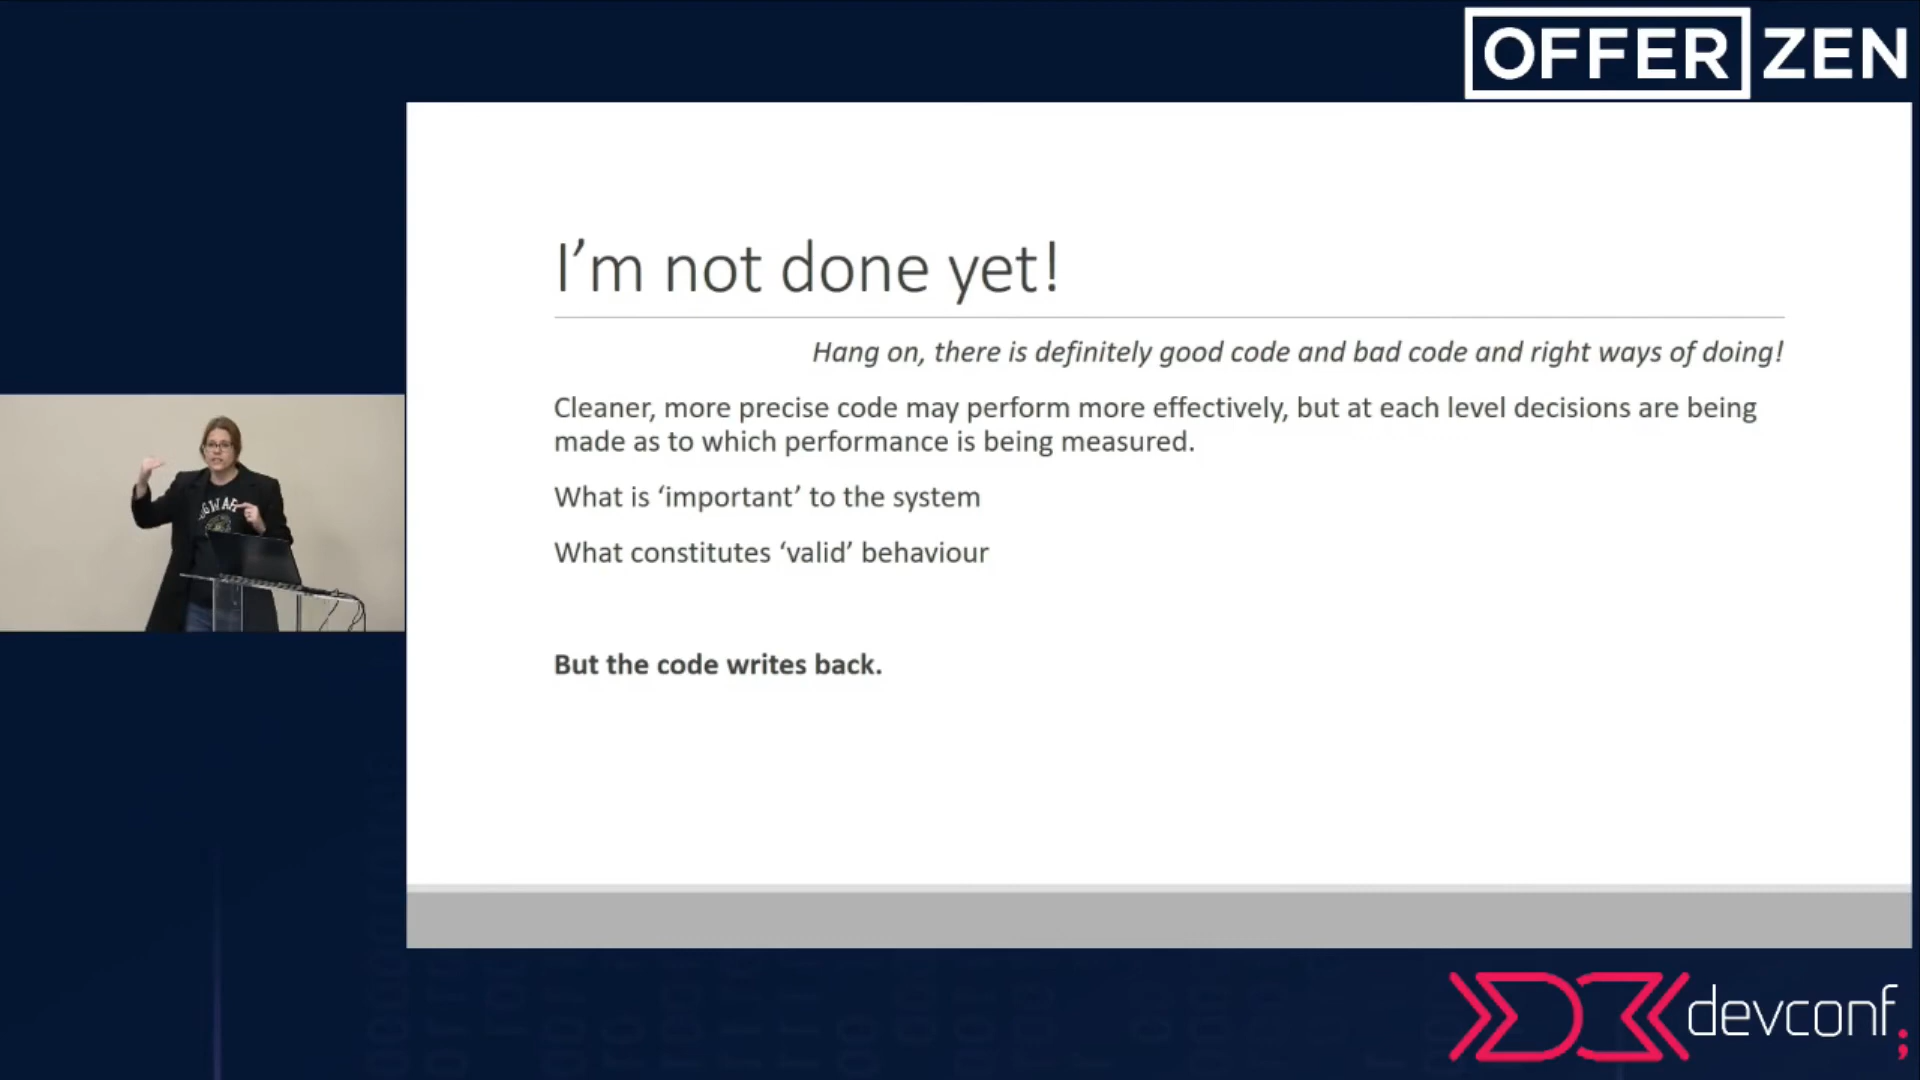 OFFER ZEN
I'm not done yet!
Hang on, there is definitely good code and bad code and right ways of doing!
Cleaner, more precise code may perform more effectively, but at each level decisions are being
made as to which performance is being measured.
What is ‘important’ to the system
What constitutes ‘valid’ behaviour
But the code writes back.
devconf;